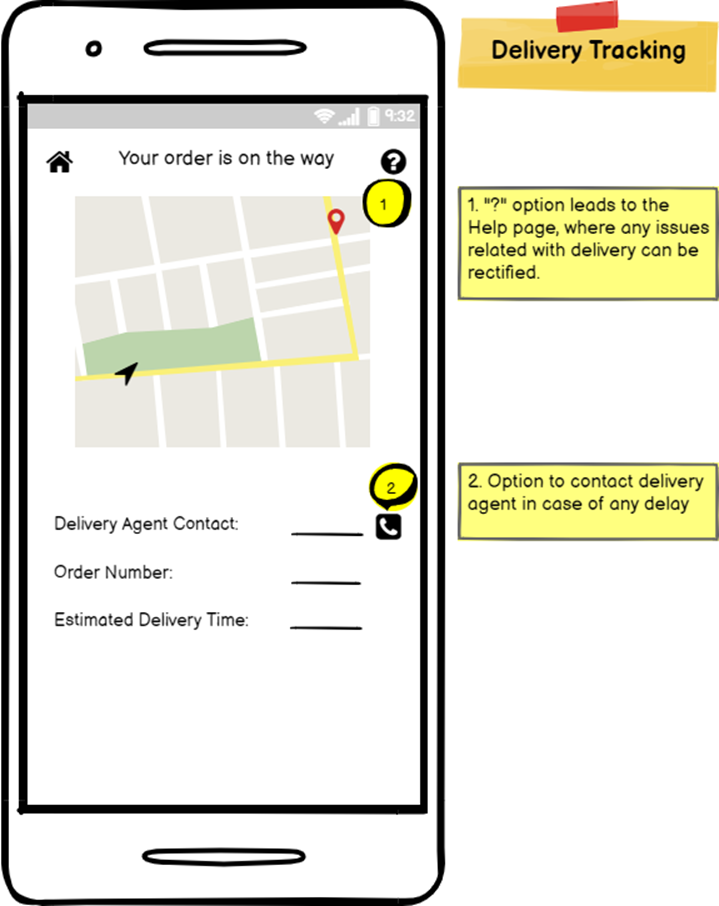 Delivery Tracking
9:32
Your order is on the way
?
1
1. "?" option leads to the
Help page, where any issues
related with delivery can be
rectified.
2
2. Option to contact delivery
agent in case of any delay
Delivery Agent Contact:
Order Number:
Estimated Delivery Time: